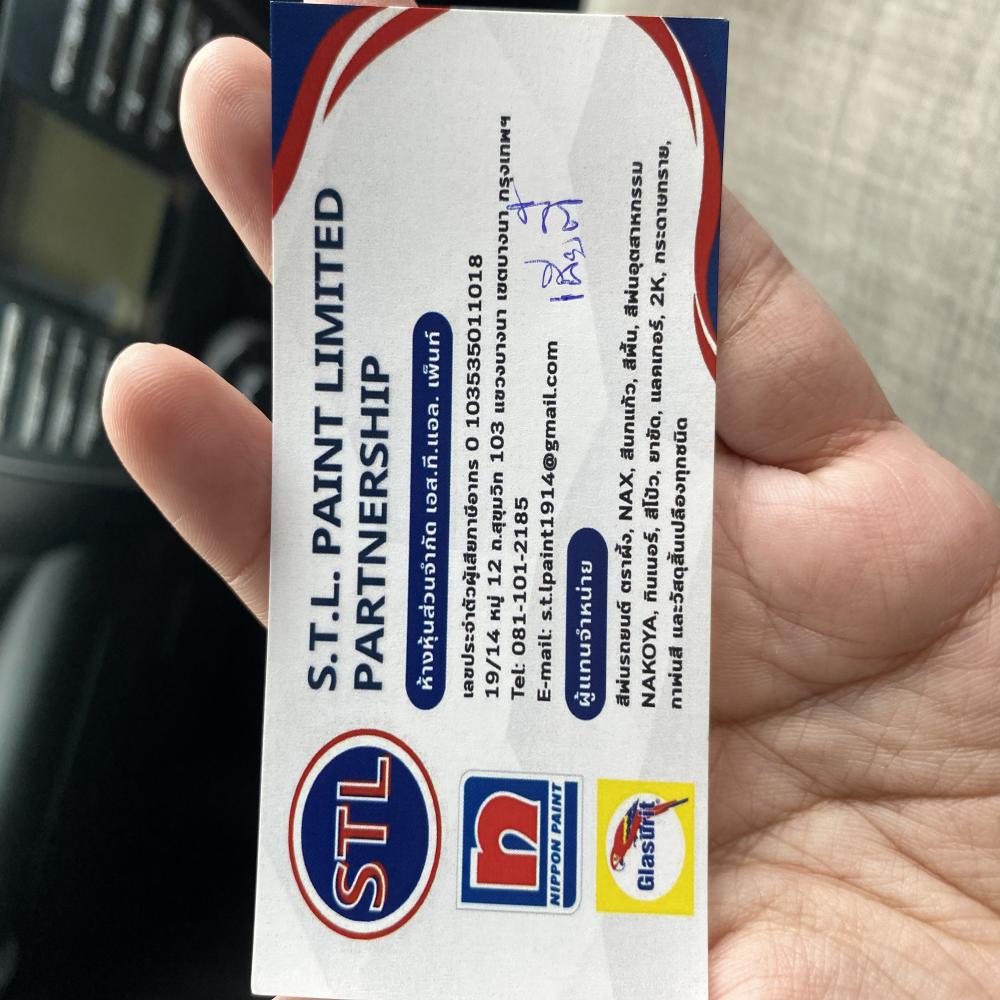 STL
S.T.L. PAINT LIMITED
PARTNERSHIP
ห้างหุ้นส่วนจำกัด เอส.ที.แอล. เพ็นท์
เลขประจำตัวผู้เสียภาษีอากร 0 103535011018
19/14 หมู่ 12 ถ.สุขุมวิท 103 แขวงบางนา เขตบางนา กรุงเทพฯ
Tel: 081-101-2185
E-mail: s.t.lpaint1914@gmail.com
ผู้แทนจำหน่าย
สีพ่นรถยนต์ ตราผึ้ง, NAX, สีนกแก้ว, สีพื้น, สีพ่นอุตสาหกรรม
NAKOYA, ทินเนอร์, สีโป๊ว, ยาขัด, แลคเกอร์, 2K, กระดาษทราย,
กาพ่นสี และวัสดุสิ้นเปลืองทุกชนิด
n
NIPPON PAINT
Glasurit